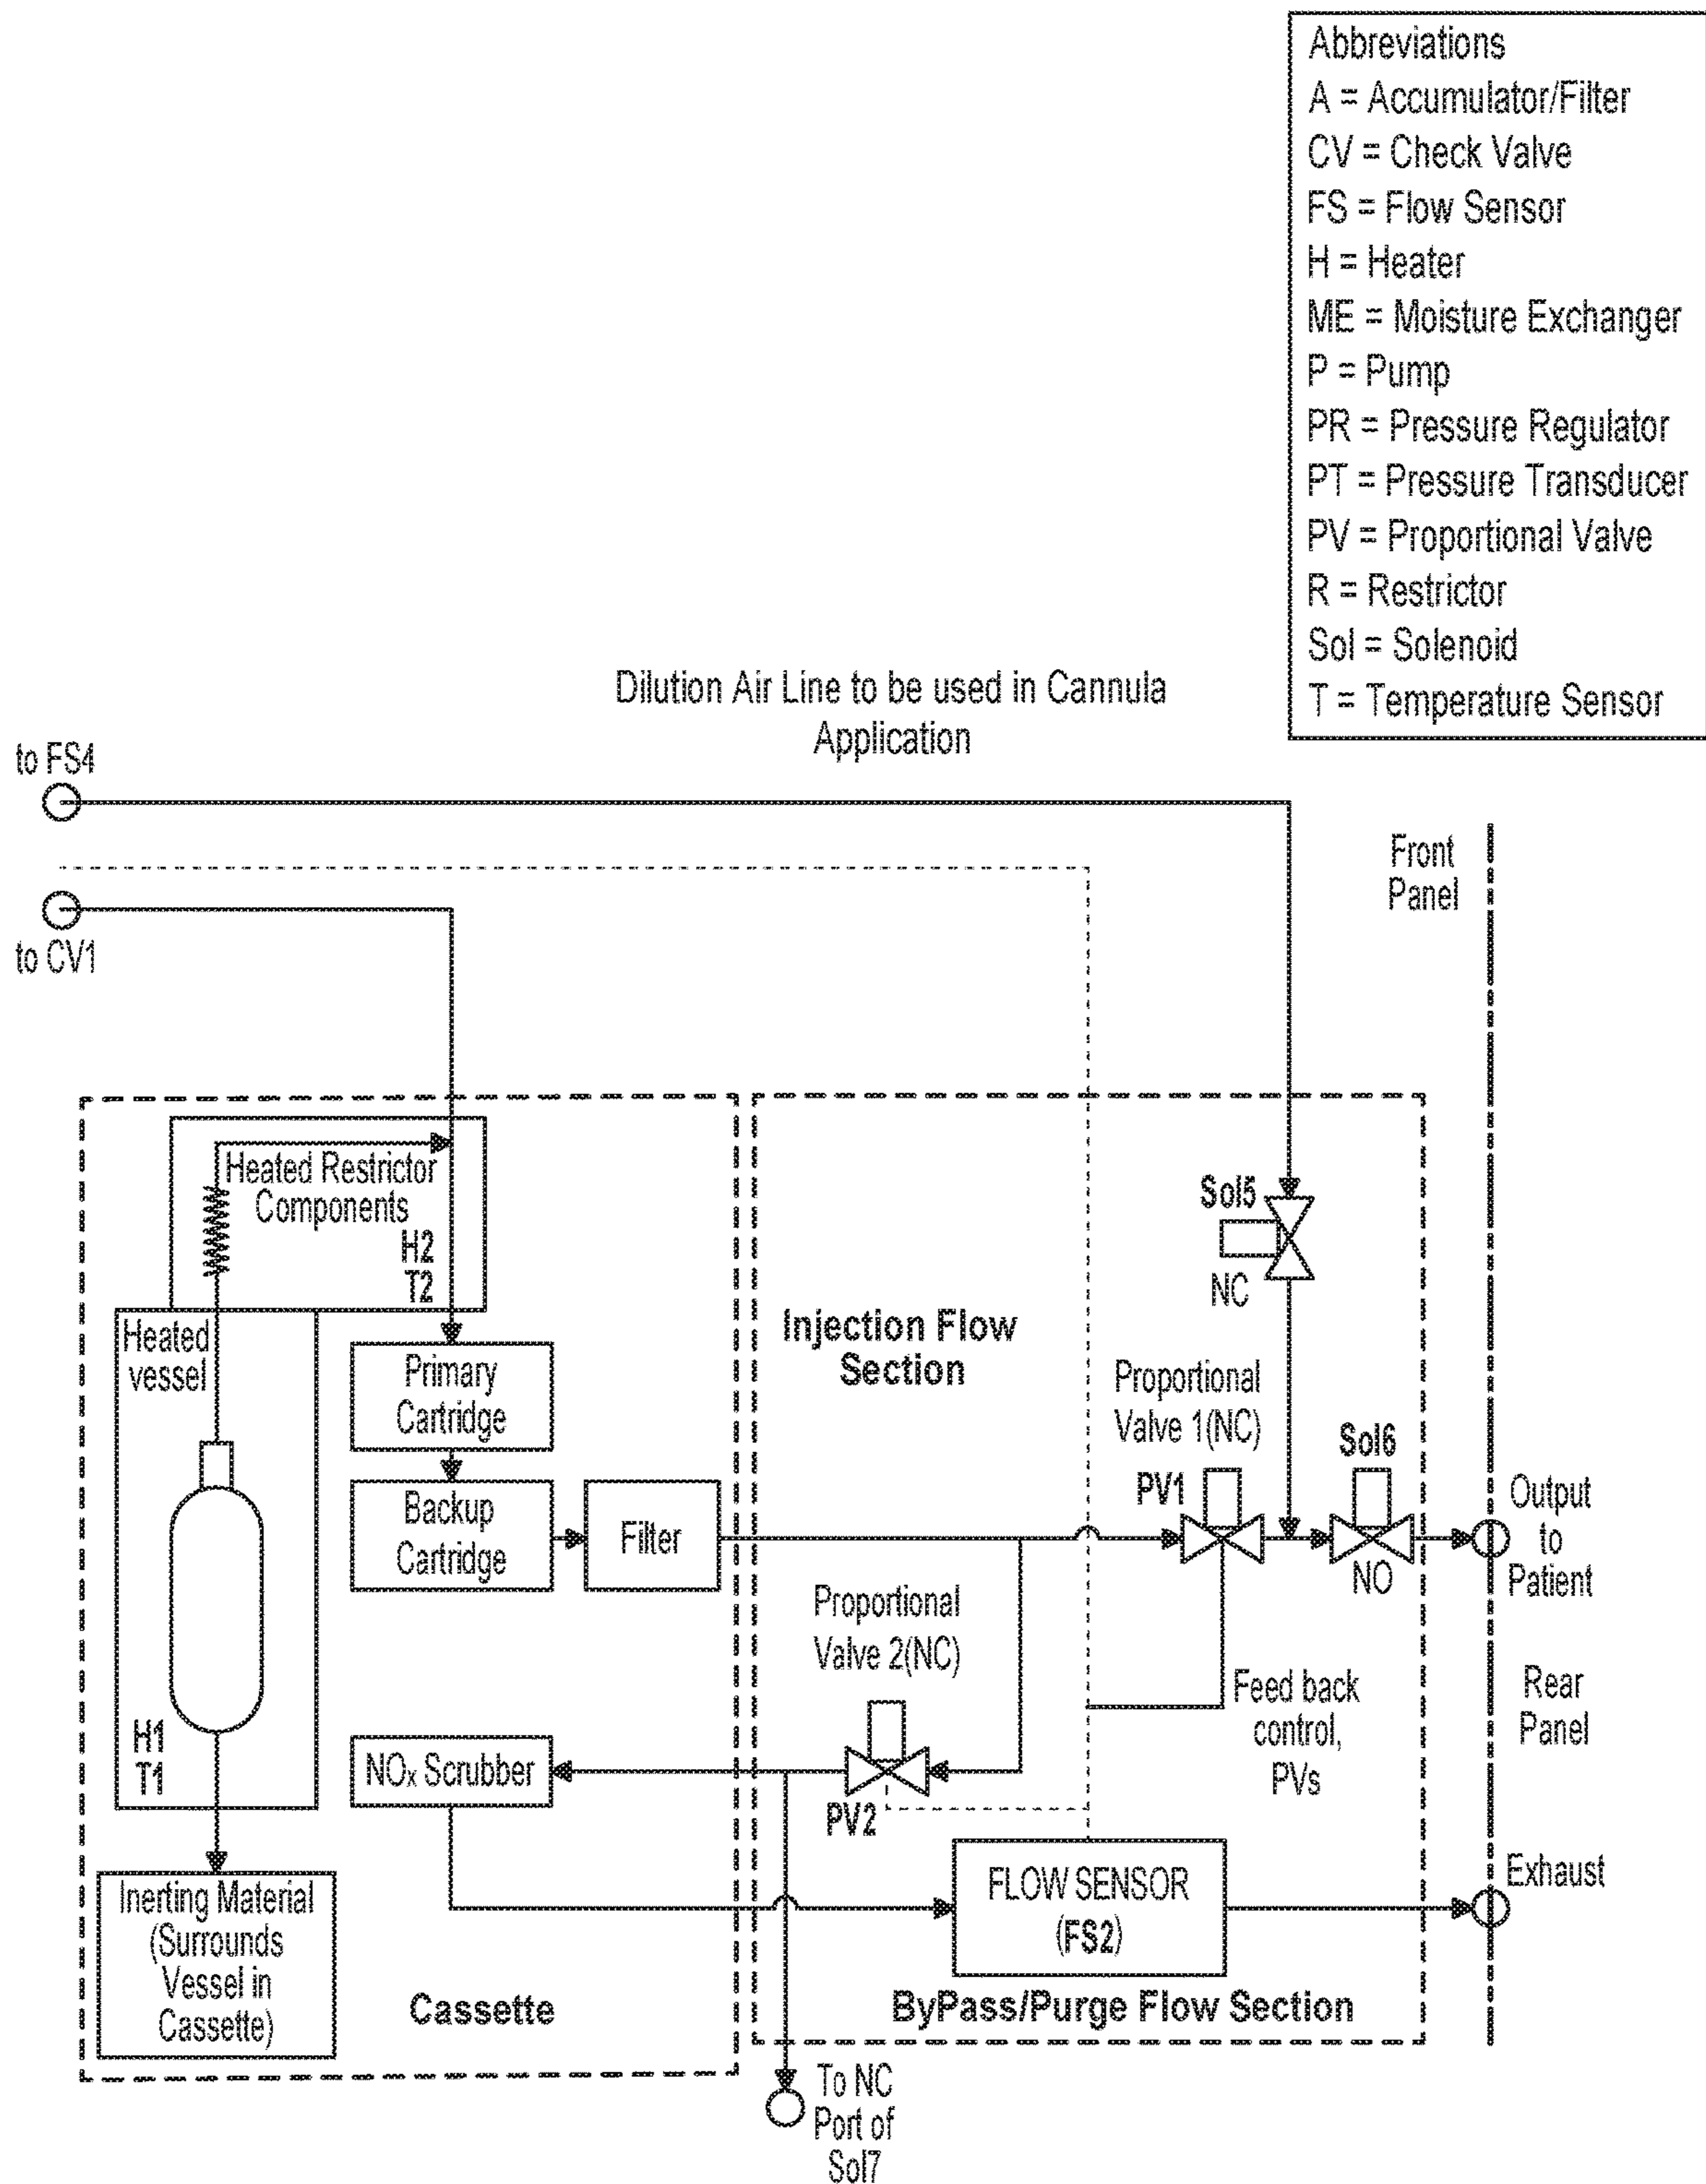 Abbreviations
A = Accumulator/Filter
CV = Check Valve
FS = Flow Sensor
H = Heater
ME = Moisture Exchanger
P = Pump
PR = Pressure Regulator
PT = Pressure Transducer
PV = Proportional Valve
R = Restrictor
Sol = Solenoid
T = Temperature Sensor
Dilution Air Line to be used in Cannula
Application
to FS4
to CV1
Front
Panel
Heated Restrictor
Components
H2
T2
Heated
vessel
H1
T1
Primary
Cartridge
Backup
Cartridge
Filter
NOx Scrubber
Inerting Material
(Surrounds
Vessel in
Cassette)
Cassette
Injection Flow
Section
Sol5
NC
Proportional
Valve 1(NC)
PV1
Sol6
NO
Output
to
Patient
Proportional
Valve 2(NC)
PV2
Feed back
control,
PVs
Rear
Panel
FLOW SENSOR
(FS2)
Exhaust
ByPass/Purge Flow Section
To NC
Port of
Sol7